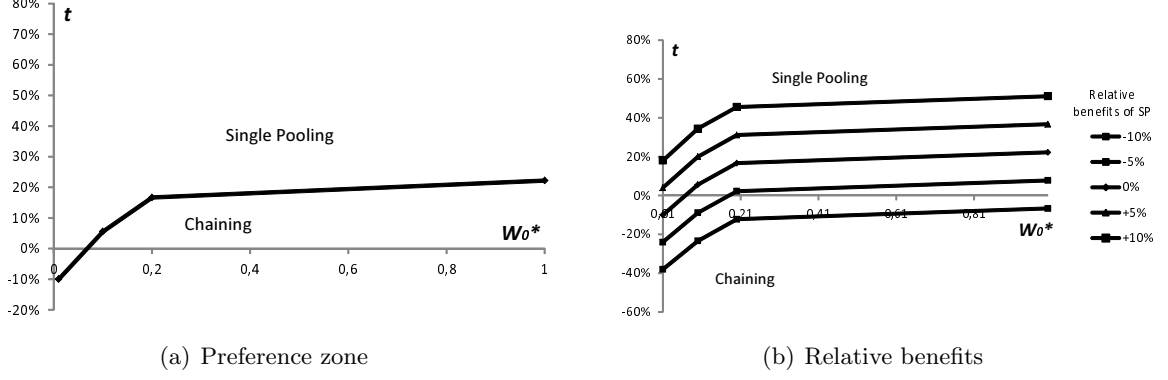 80%
t
70%
60%
50%
40%
Single Pooling
30%
20%
10%
Chaining
W0*
0%
0
0,2
0,4
0,6
0,8
1
-10%
-20%
(a) Preference zone
80%
t
60%
Single Pooling
40%
20%
0%
0,01
0,21
0,41
0,61
0,81
W0*
-20%
-40%
Chaining
-60%
Relative
benefits of SP
-10%
-5%
0%
+5%
+10%
(b) Relative benefits